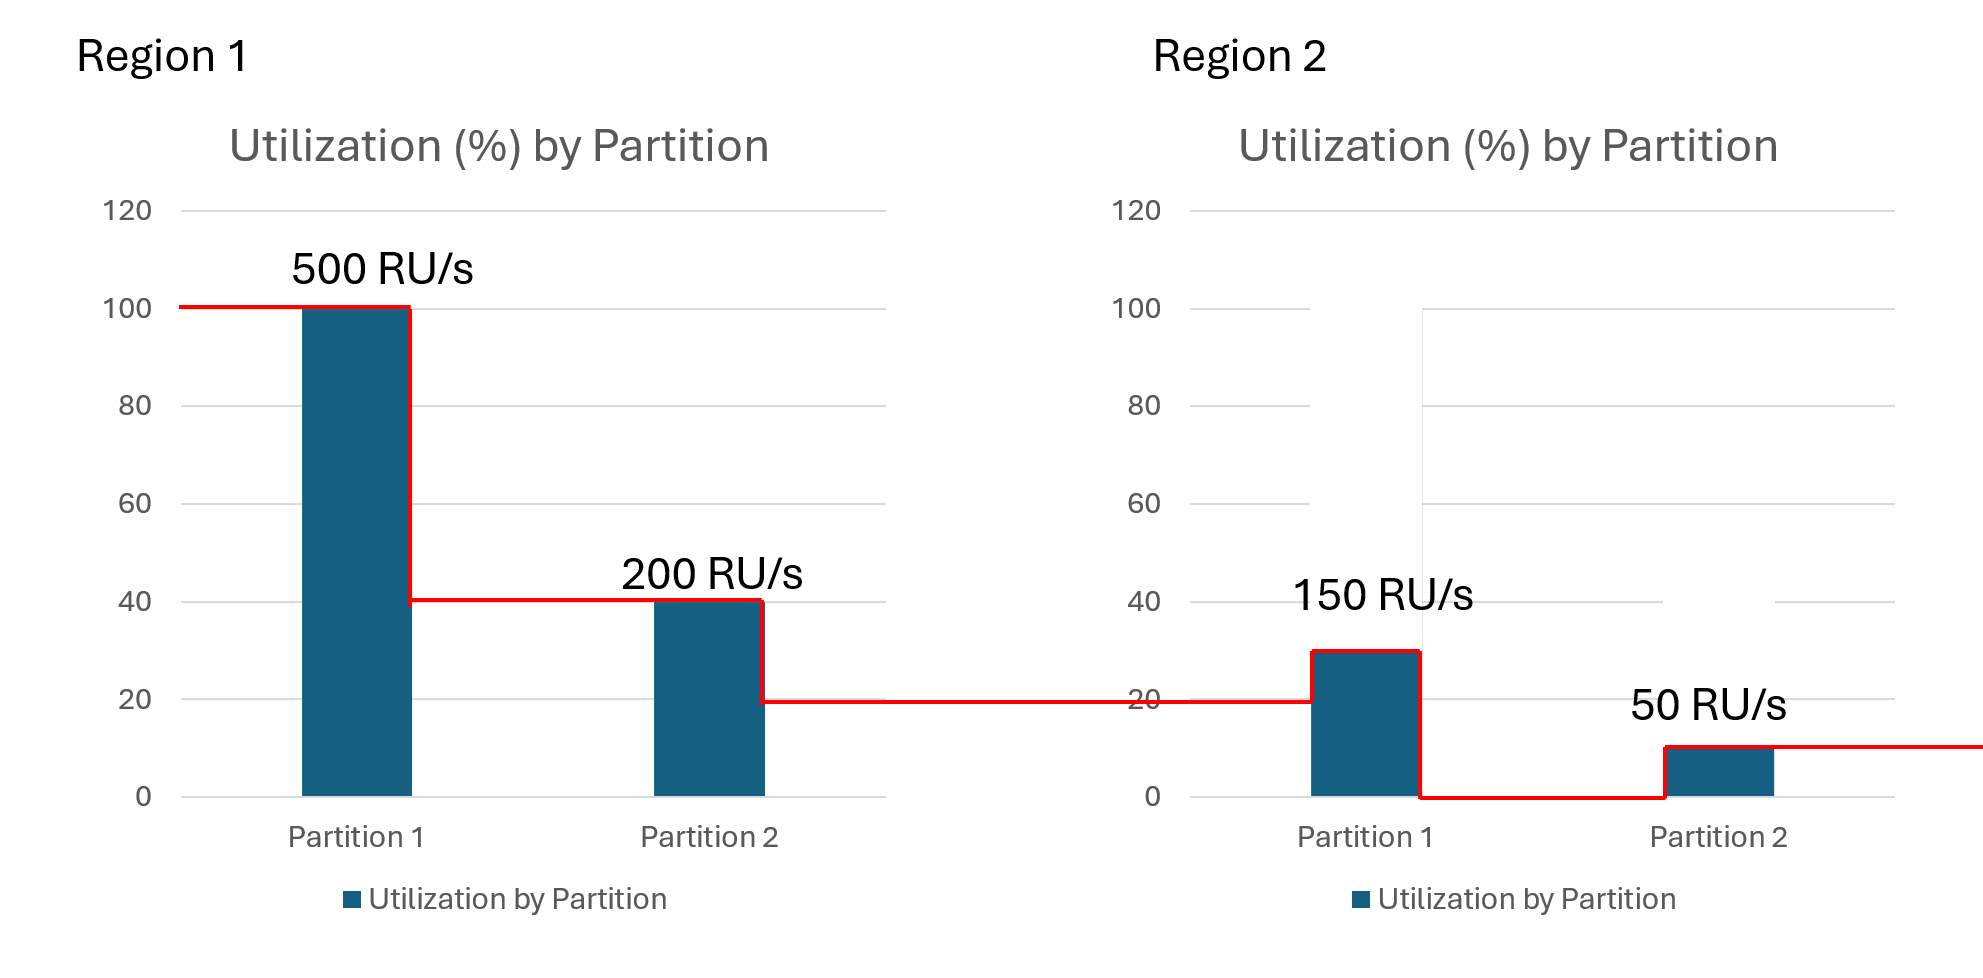 Region 1
Utilization (%) by Partition
120
100
80
60
40
20
0
500 RU/s
200 RU/s
Partition 1
Partition 2
Utilization by Partition
Region 2
Utilization (%) by Partition
120
100
80
60
40
20
0
150 RU/s
50 RU/s
Partition 1
Partition 2
Utilization by Partition